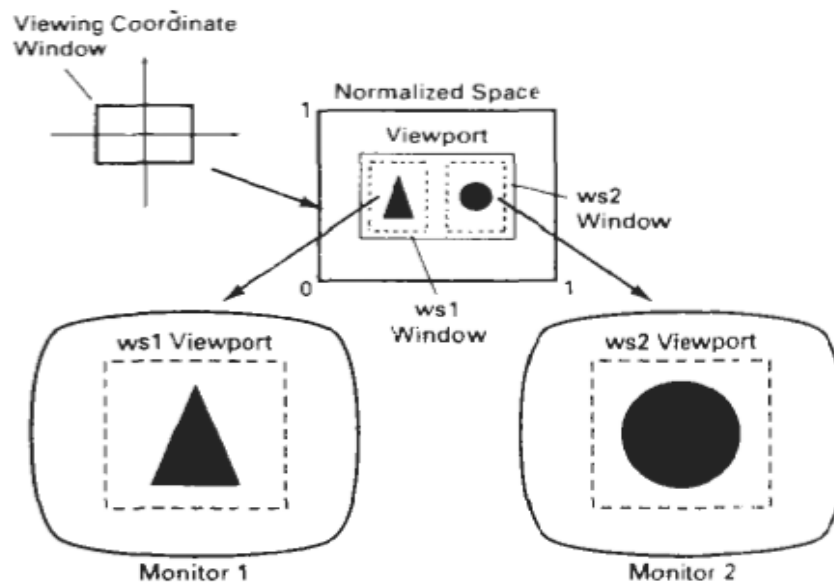 Viewing Coordinate
Window
Normalized Space
1
Viewport
ws2
Window
0
1
ws1
Window
ws1 Viewport
ws2 Viewport
Monitor 1
Monitor 2